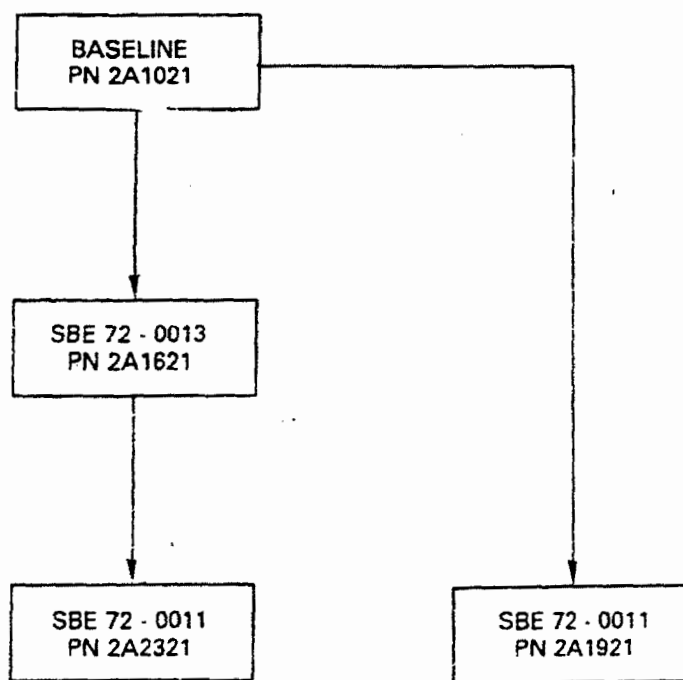 BASELINE
PN 2A1021
SBE 72 - 0013
PN 2A1621
SBE 72 - 0011
PN 2A2321
SBE 72 - 0011
PN 2A1921